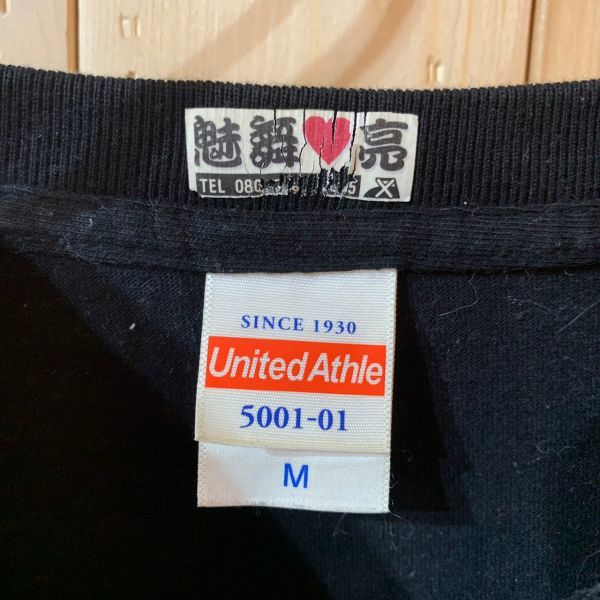 魅舞♥亮
TEL 080
SINCE 1930
United Athle
5001-01
M